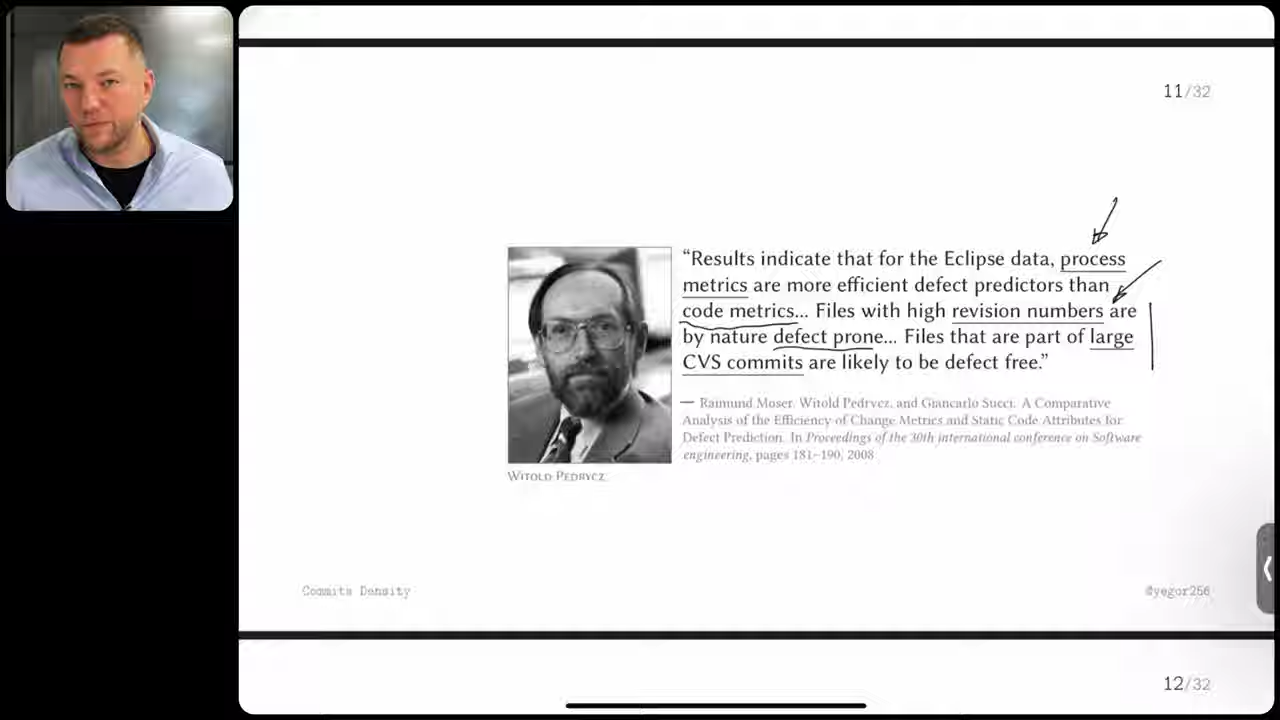 11/32
“Results indicate that for the Eclipse data, process
metrics are more efficient defect predictors than
code metrics... Files with high revision numbers are
by nature defect prone... Files that are part of large
CVS commits are likely to be defect free.”
— Raimund Moser, Witold Pedrycz, and Giancarlo Succi. A Comparative
Analysis of the Efficiency of Change Metrics and Static Code Attributes for
Defect Prediction. In Proceedings of the 30th international conference on Software
engineering, pages 181–190, 2008
WITOLD PEDRYCZ
Commits Density
@yegor256
12/32